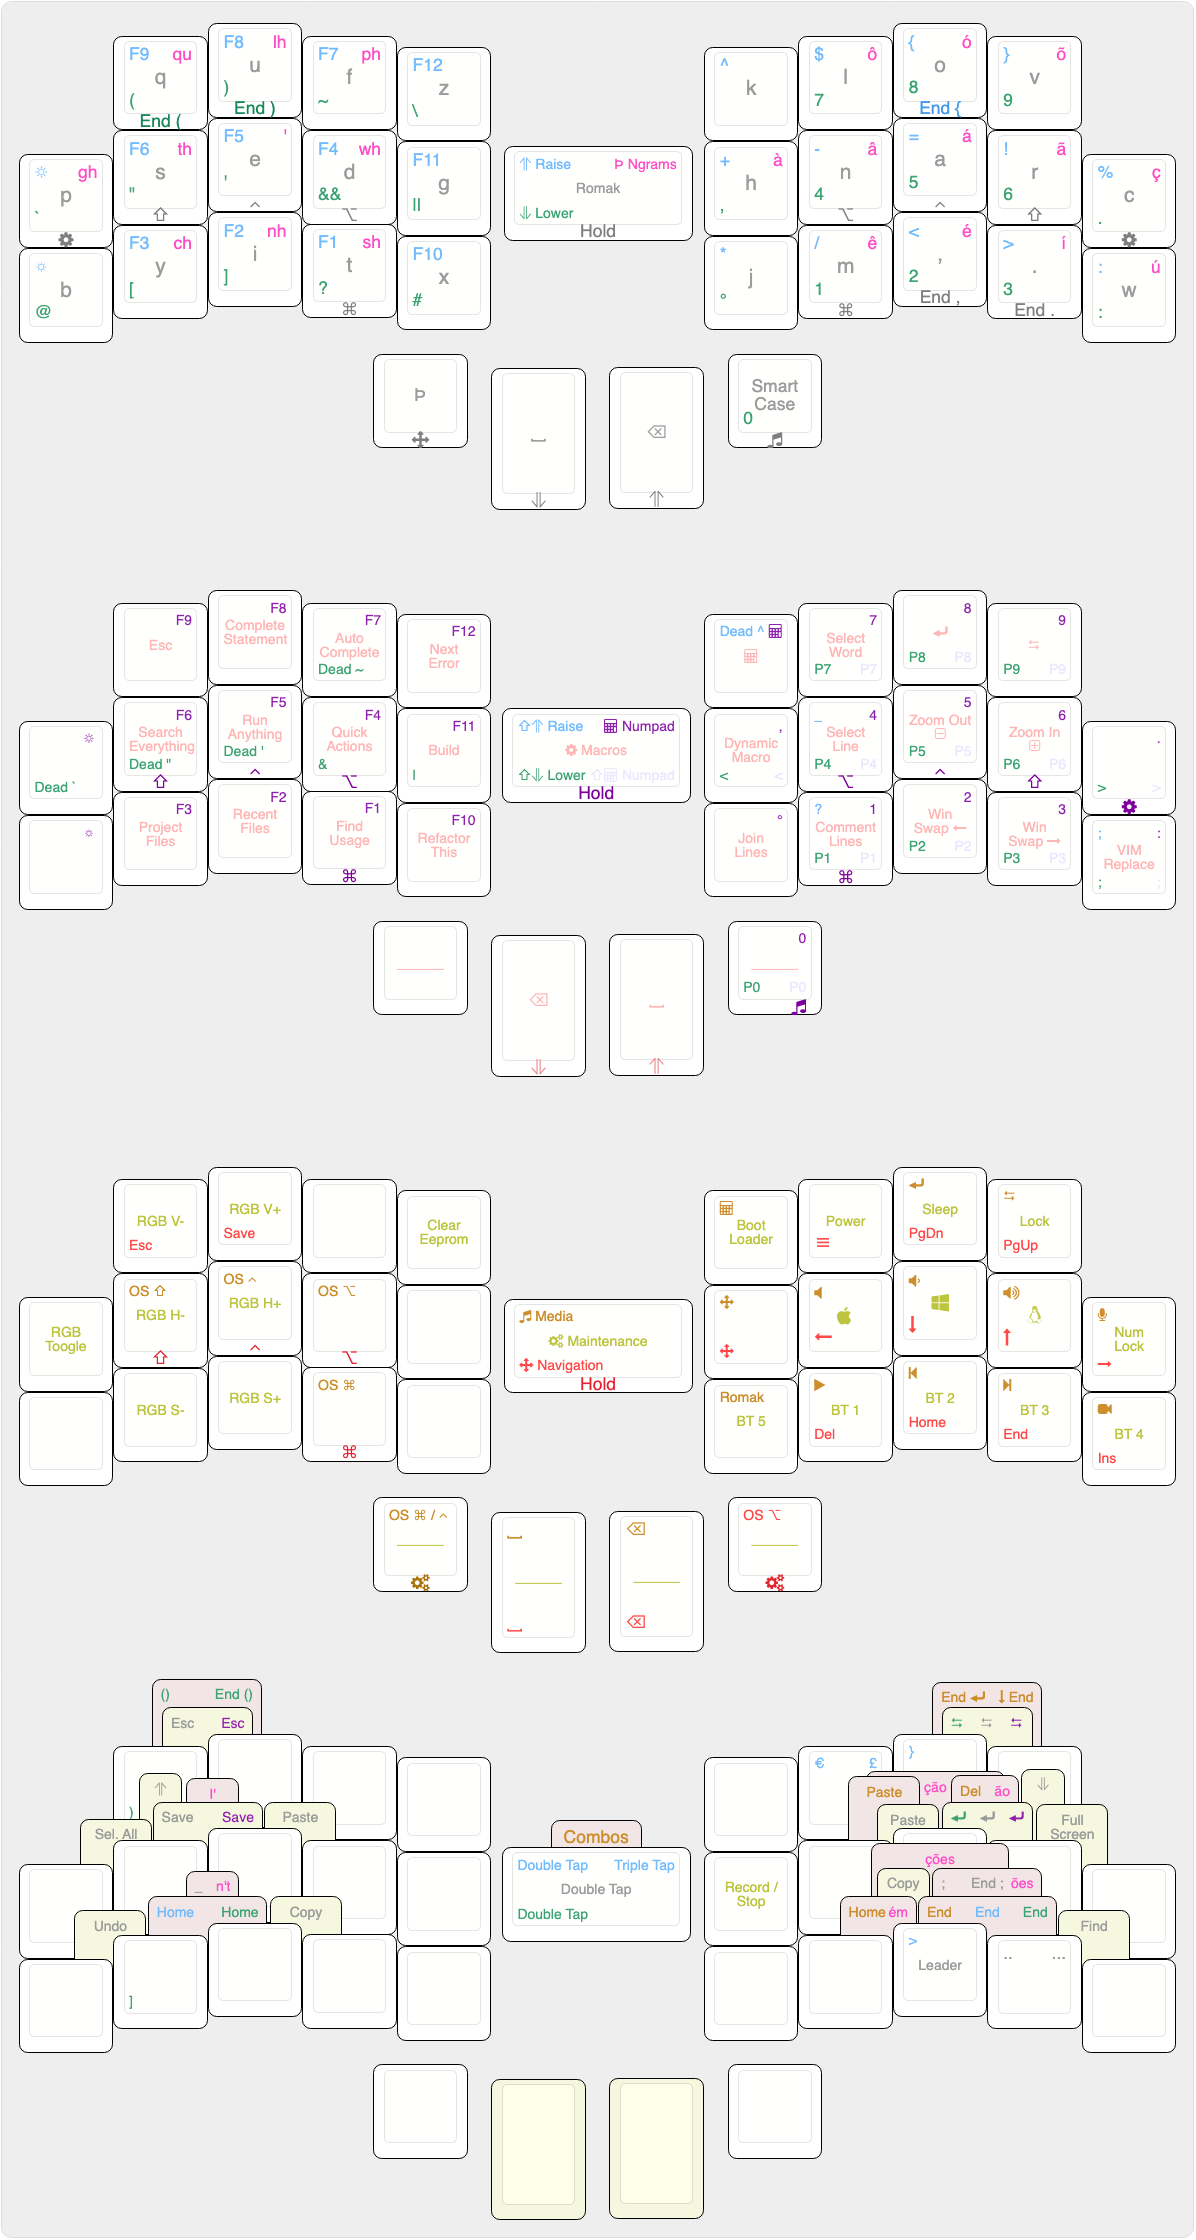 F9 qu
q
(
End (
F8 lh
u
)
End )
F7 ph
f
~
F12
z
\
^
k
$ ô
l
7
{ ó
o
8
End {
} õ
v
9
gh
p
`
F6 th
s
"
F5 '
e
'
^
F4 wh
d
&&
⌥
F11
g
||
⇑ Raise Þ Ngrams
Romak
⇓ Lower
Hold
+ à
h
,
- â
n
4
⌥
= á
a
5
^
! ã
r
6
% ç
c
.
b
@
F3 ch
y
[
F2 nh
i
]
F1 sh
t
?
⌘
F10
x
#
*
j
°
/ ê
m
1
⌘
< é
,
2
End ,
> í
.
3
End .
: ú
w
:
Þ
Smart
Case
0
F9
Esc
F8
Complete
Statement
F7
Auto
Complete
Dead ~
F12
Next
Error
Dead ^
7
Select
Word
P7 P7
8
P8 P8
9
P9 P9
Dead `
F6
Search
Everything
Dead "
F5
Run
Anything
Dead '
^
F4
Quick
Actions
&
⌥
F11
Build
|
⇧⇑ Raise Numpad
Macros
⇧⇓ Lower ⇧ Numpad
Hold
,
Dynamic
Macro
< <
_ 4
Select
Line
P4 P4
⌥
5
Zoom Out
P5 P5
^
6
Zoom In
P6 P6
.
> >
F3
Project
Files
F2
Recent
Files
F1
Find
Usage
⌘
F10
Refactor
This
°
Join
Lines
? 1
Comment
Lines
P1 P1
⌘
2
Win
Swap ←
P2 P2
3
Win
Swap →
P3 P3
; :
VIM
Replace
; ;
0
P0 P0
RGB V-
Esc
RGB V+
Save
Clear
Eeprom
Boot
Loader
Power
≡
Sleep
PgDn
Lock
PgUp
RGB
Toogle
OS ⇧
RGB H-
OS ^
RGB H+
^
OS ⌥
⌥
Media
Maintenance
Navigation
Hold
←
↓
↑
Num
Lock
→
RGB S-
RGB S+
OS ⌘
⌘
Romak
BT 5
BT 1
Del
BT 2
Home
BT 3
End
BT 4
Ins
OS ⌘ / ^
OS ⌥
() End ()
Esc Esc
End ↵ ↓ End
)
I'
Save Save
Paste
Sel. All
€ £
}
Paste
ção
Del ão
Paste
Full
Screen
Combos
Double Tap Triple Tap
Double Tap
Double Tap
_ n't
Home Home
Copy
Undo
]
Record /
Stop
ções
Copy
; End ; ões
Home ém
End End End
Find
>
Leader
.. ...